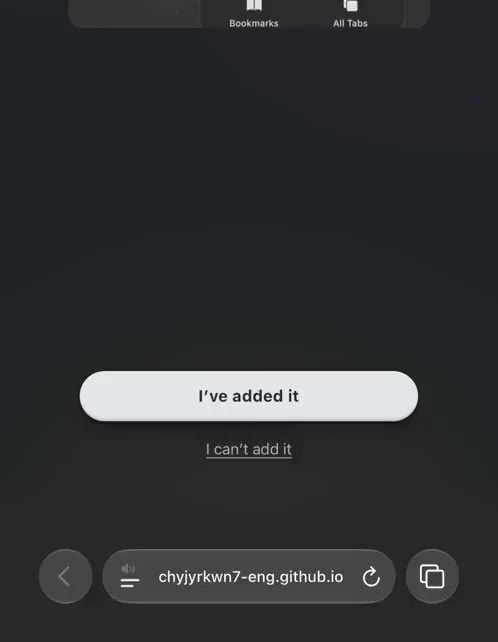 Bookmarks
All Tabs
I’ve added it
I can’t add it
chyjyrkwn7-eng.github.io